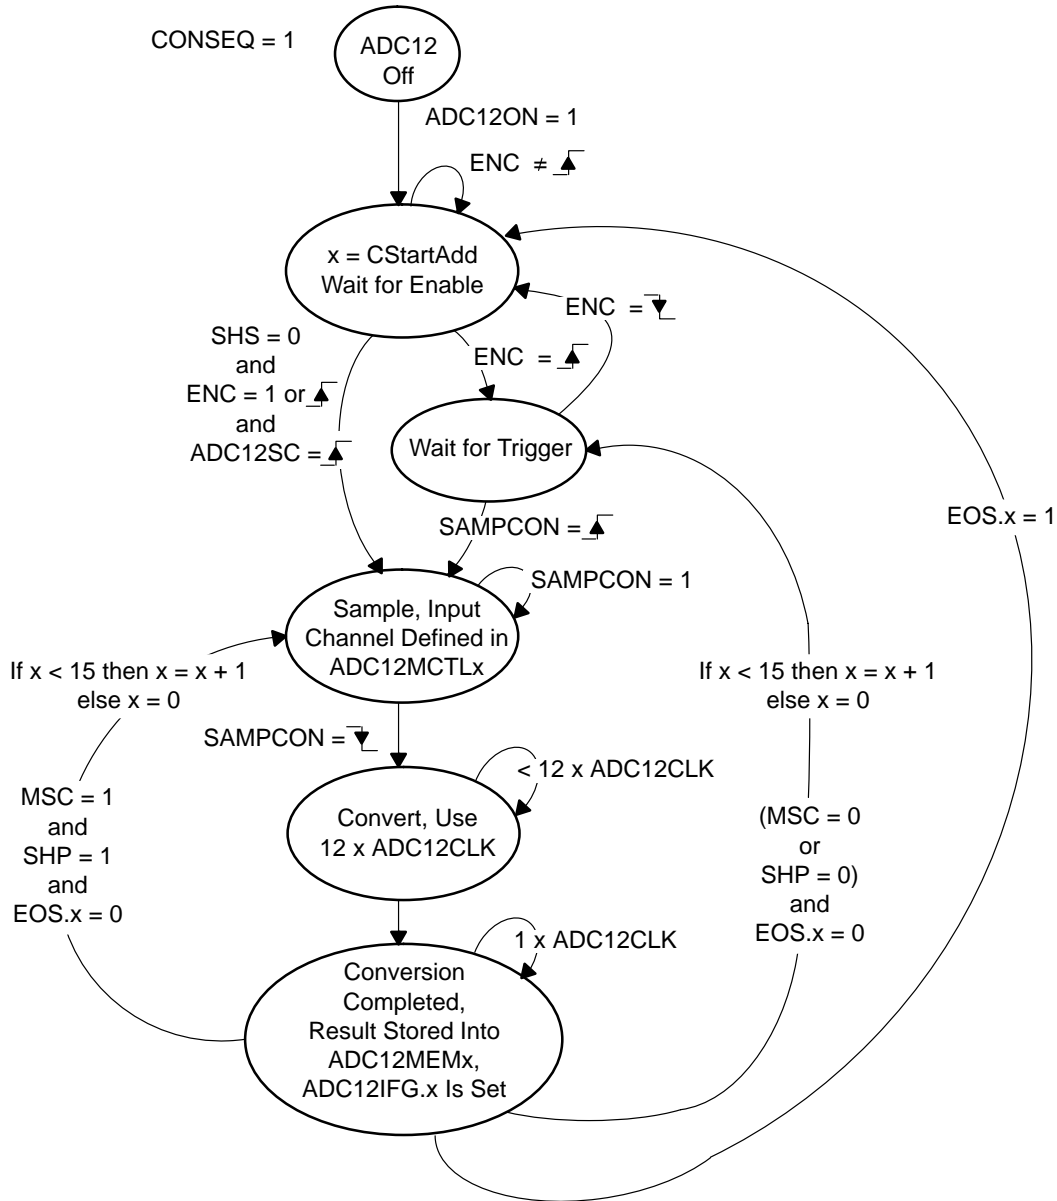 CONSEQ = 1
ADC12
Off
ADC12ON = 1
ENC ≠
x = CStartAdd
Wait for Enable
ENC =
SHS = 0
and
ENC = 1 or
and
ADC12SC =
ENC =
Wait for Trigger
EOS.x = 1
SAMPCON =
SAMPCON = 1
Sample, Input
Channel Defined in
ADC12MCTLx
If x < 15 then x = x + 1
else x = 0
If x < 15 then x = x + 1
else x = 0
SAMPCON =
< 12 x ADC12CLK
MSC = 1
and
SHP = 1
and
EOS.x = 0
Convert, Use
12 x ADC12CLK
(MSC = 0
or
SHP = 0)
and
EOS.x = 0
1 x ADC12CLK
Conversion
Completed,
Result Stored Into
ADC12MEMx,
ADC12IFG.x Is Set